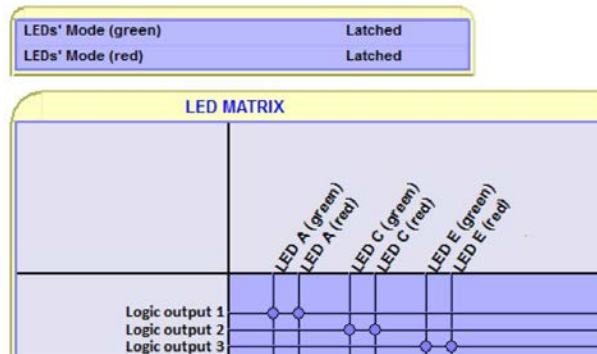 LEDs' Mode (green) Latched
LEDs' Mode (red) Latched
LED MATRIX
LED A (green)
LED A (red)
LED C (green)
LED C (red)
LED E (green)
LED E (red)
Logic output 1
Logic output 2
Logic output 3